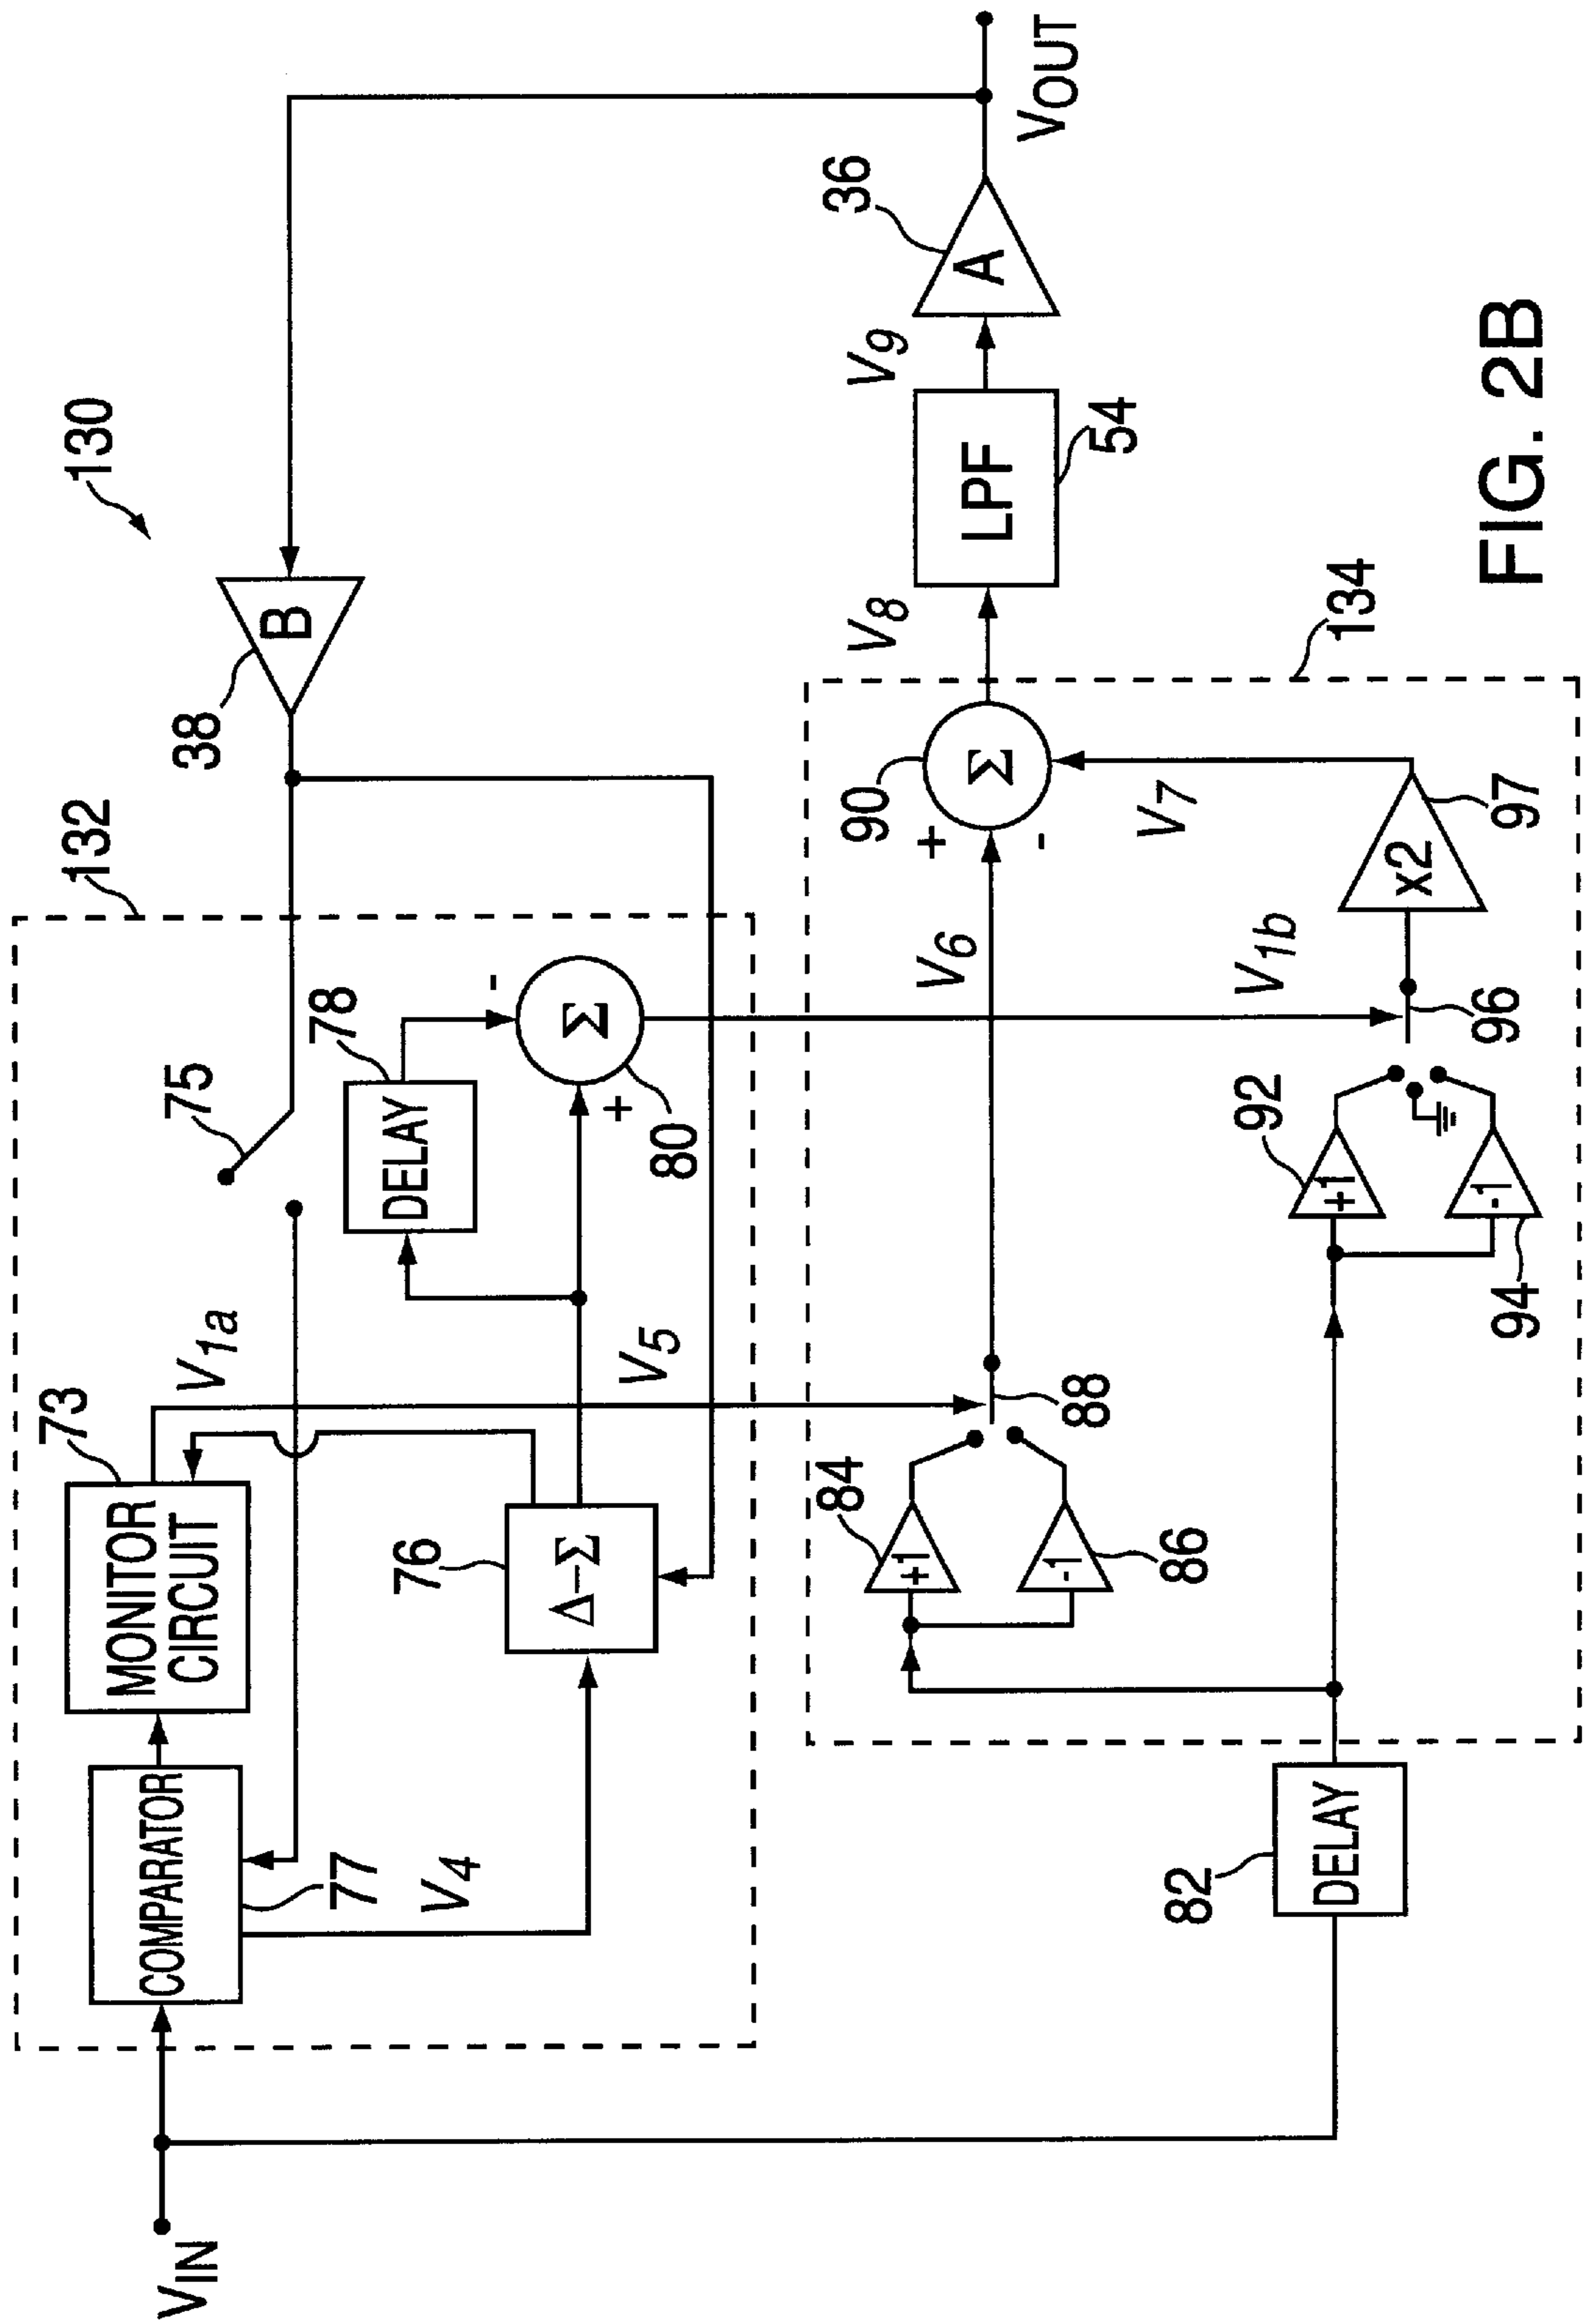 130
132
38
B
75
73
MONITOR
CIRCUIT
V1a
78
DELAY
-
Σ
+
80
COMPARATOR
77
V4
76
Δ-Σ
V5
VIN
36
A
VOUT
V9
LPF
54
V8
134
90
+
Σ
-
V7
V6
x2
97
V1b
96
84
+1
86
-1
88
92
+1
94
-1
82
DELAY
FIG. 2B